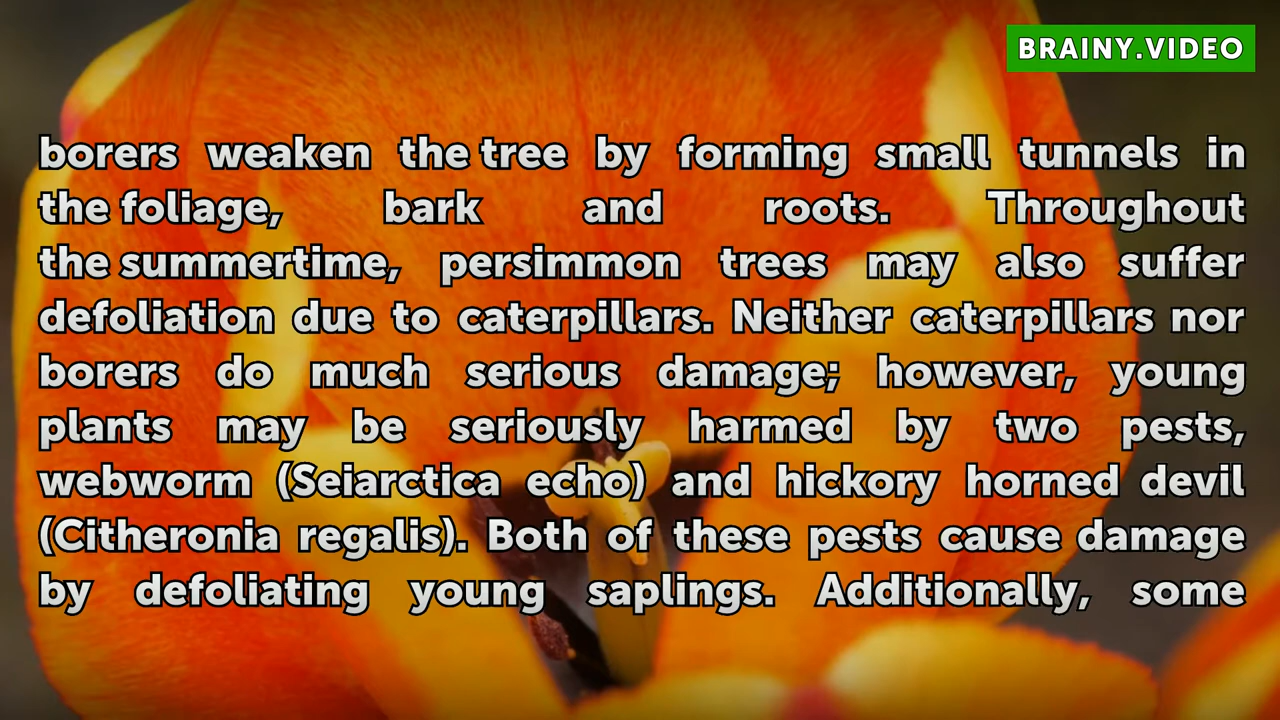 BRAINY.VIDEO
borers weaken the tree by forming small tunnels in
the foliage, bark and roots. Throughout
the summertime, persimmon trees may also suffer
defoliation due to caterpillars. Neither caterpillars nor
borers do much serious damage; however, young
plants may be seriously harmed by two pests,
webworm (Seiarctica echo) and hickory horned devil
(Citheronia regalis). Both of these pests cause damage
by defoliating young saplings. Additionally, some